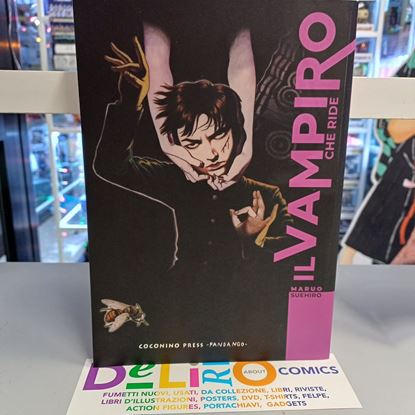 IL VAMPIRO
CHE RIDE
MARUO
SUEHIRO
COCONINO PRESS -FANDANGO-
DeLiRiO ABOUT COMICS
FUMETTI NUOVI, USATI, DA COLLEZIONE, LIBRI, RIVISTE,
LIBRI D'ILLUSTRAZIONI, POSTERS, DVD, T-SHIRTS, FELPE,
ACTION FIGURES, PORTACHIAVI, GADGETS